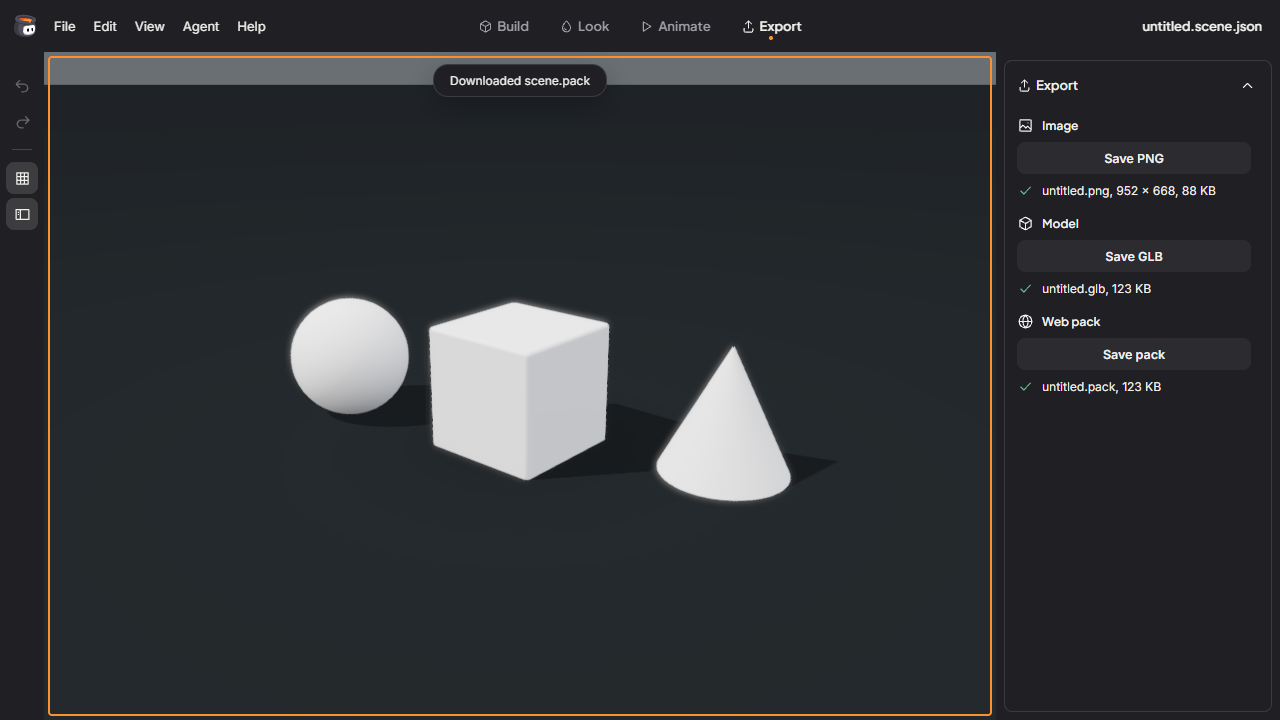 File Edit View Agent Help
Build Look Animate Export
untitled.scene.json
Downloaded scene.pack
Export
Image
Save PNG
untitled.png, 952 × 668, 88 KB
Model
Save GLB
untitled.glb, 123 KB
Web pack
Save pack
untitled.pack, 123 KB